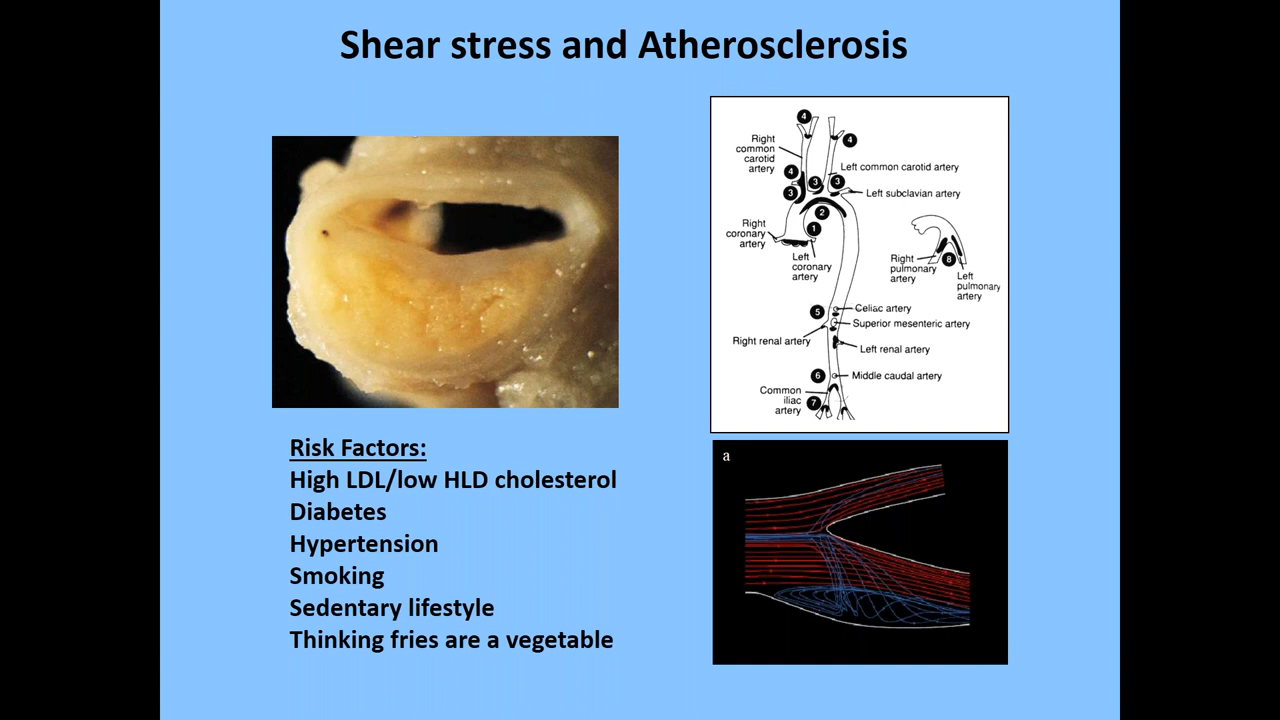 Shear stress and Atherosclerosis
Risk Factors:
High LDL/low HLD cholesterol
Diabetes
Hypertension
Smoking
Sedentary lifestyle
Thinking fries are a vegetable
4
4
Right
common
carotid
artery
Left common carotid artery
4
3
3
3
Left subclavian artery
2
1
Right
coronary
artery
Left
coronary
artery
Right
pulmonary
artery
8
Left
pulmonary
artery
5
Celiac artery
Superior mesenteric artery
Right renal artery
Left renal artery
6
Middle caudal artery
Common
iliac
artery
7
a